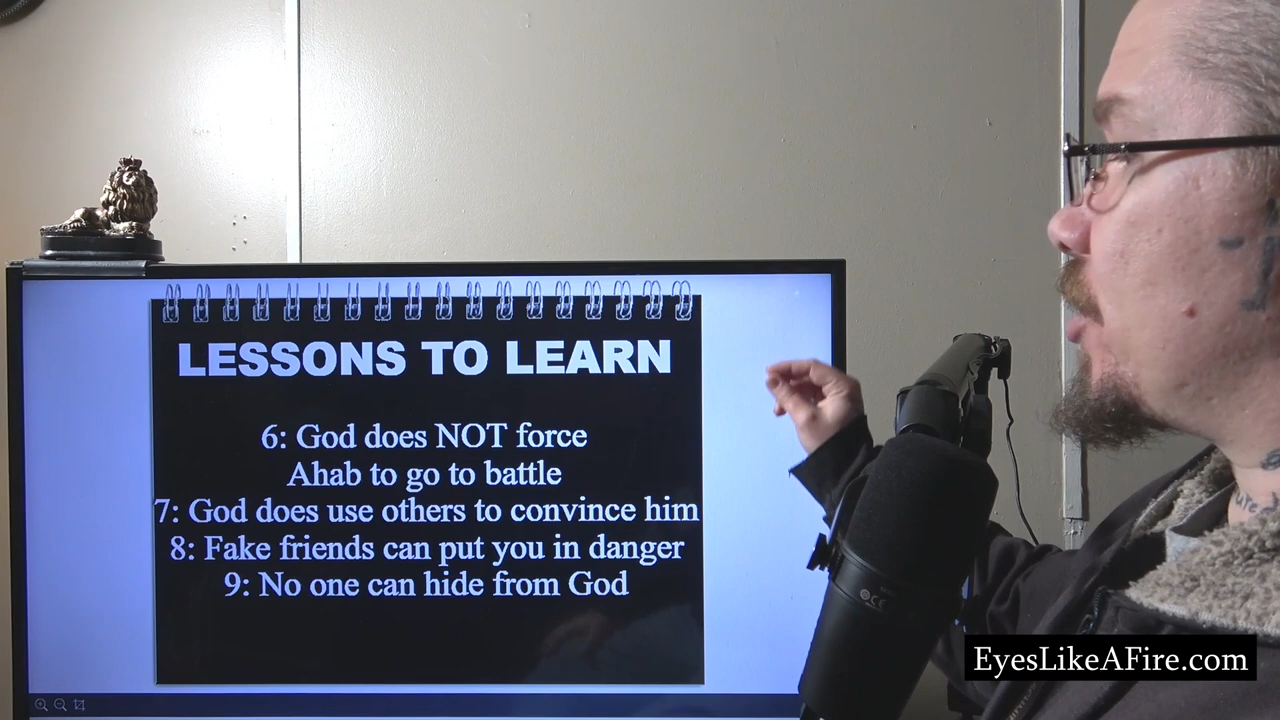 LESSONS TO LEARN
6: God does NOT force
Ahab to go to battle
7: God does use others to convince him
8: Fake friends can put you in danger
9: No one can hide from God
EyesLikeAFire.com